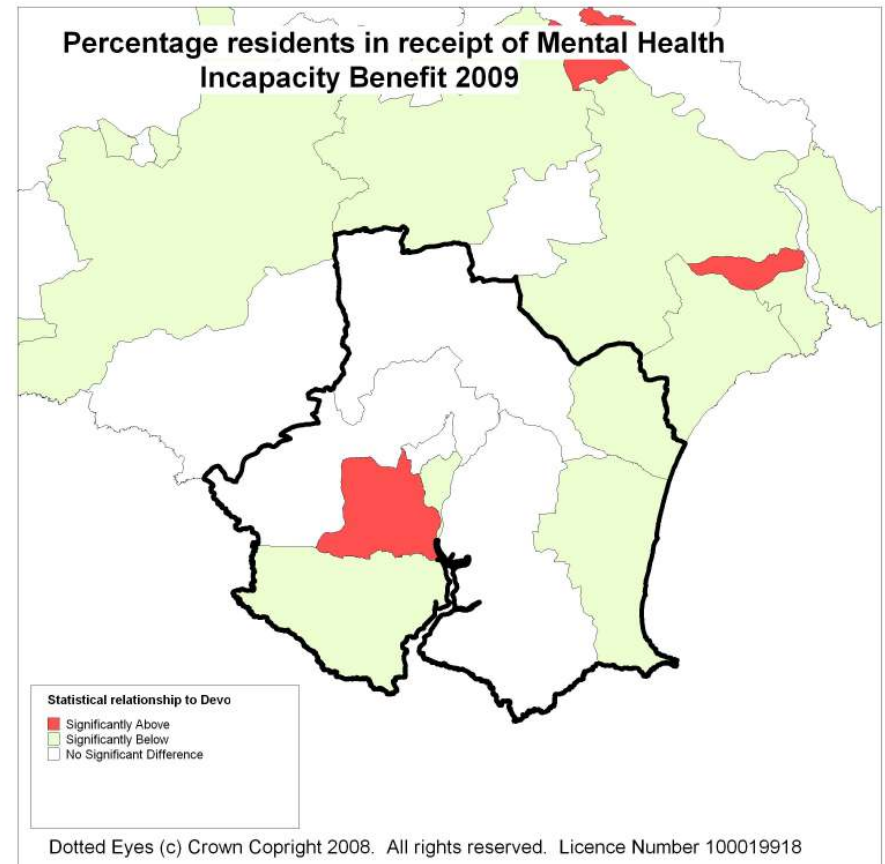 Percentage residents in receipt of Mental Health
Incapacity Benefit 2009
Statistical relationship to Devo
Significantly Above
Significantly Below
No Significant Difference
Dotted Eyes (c) Crown Copright 2008. All rights reserved. Licence Number 100019918